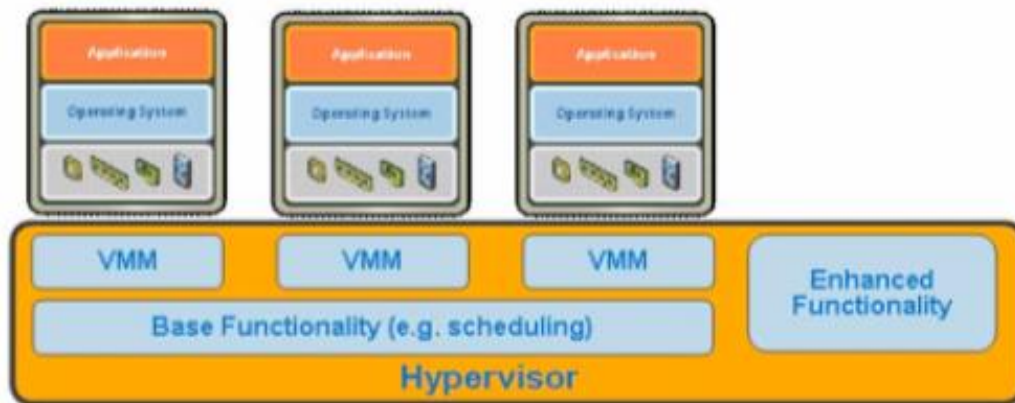 Application
Application
Application
Operating System
Operating System
Operating System
VMM
VMM
VMM
Enhanced
Functionality
Base Functionality (e.g. scheduling)
Hypervisor